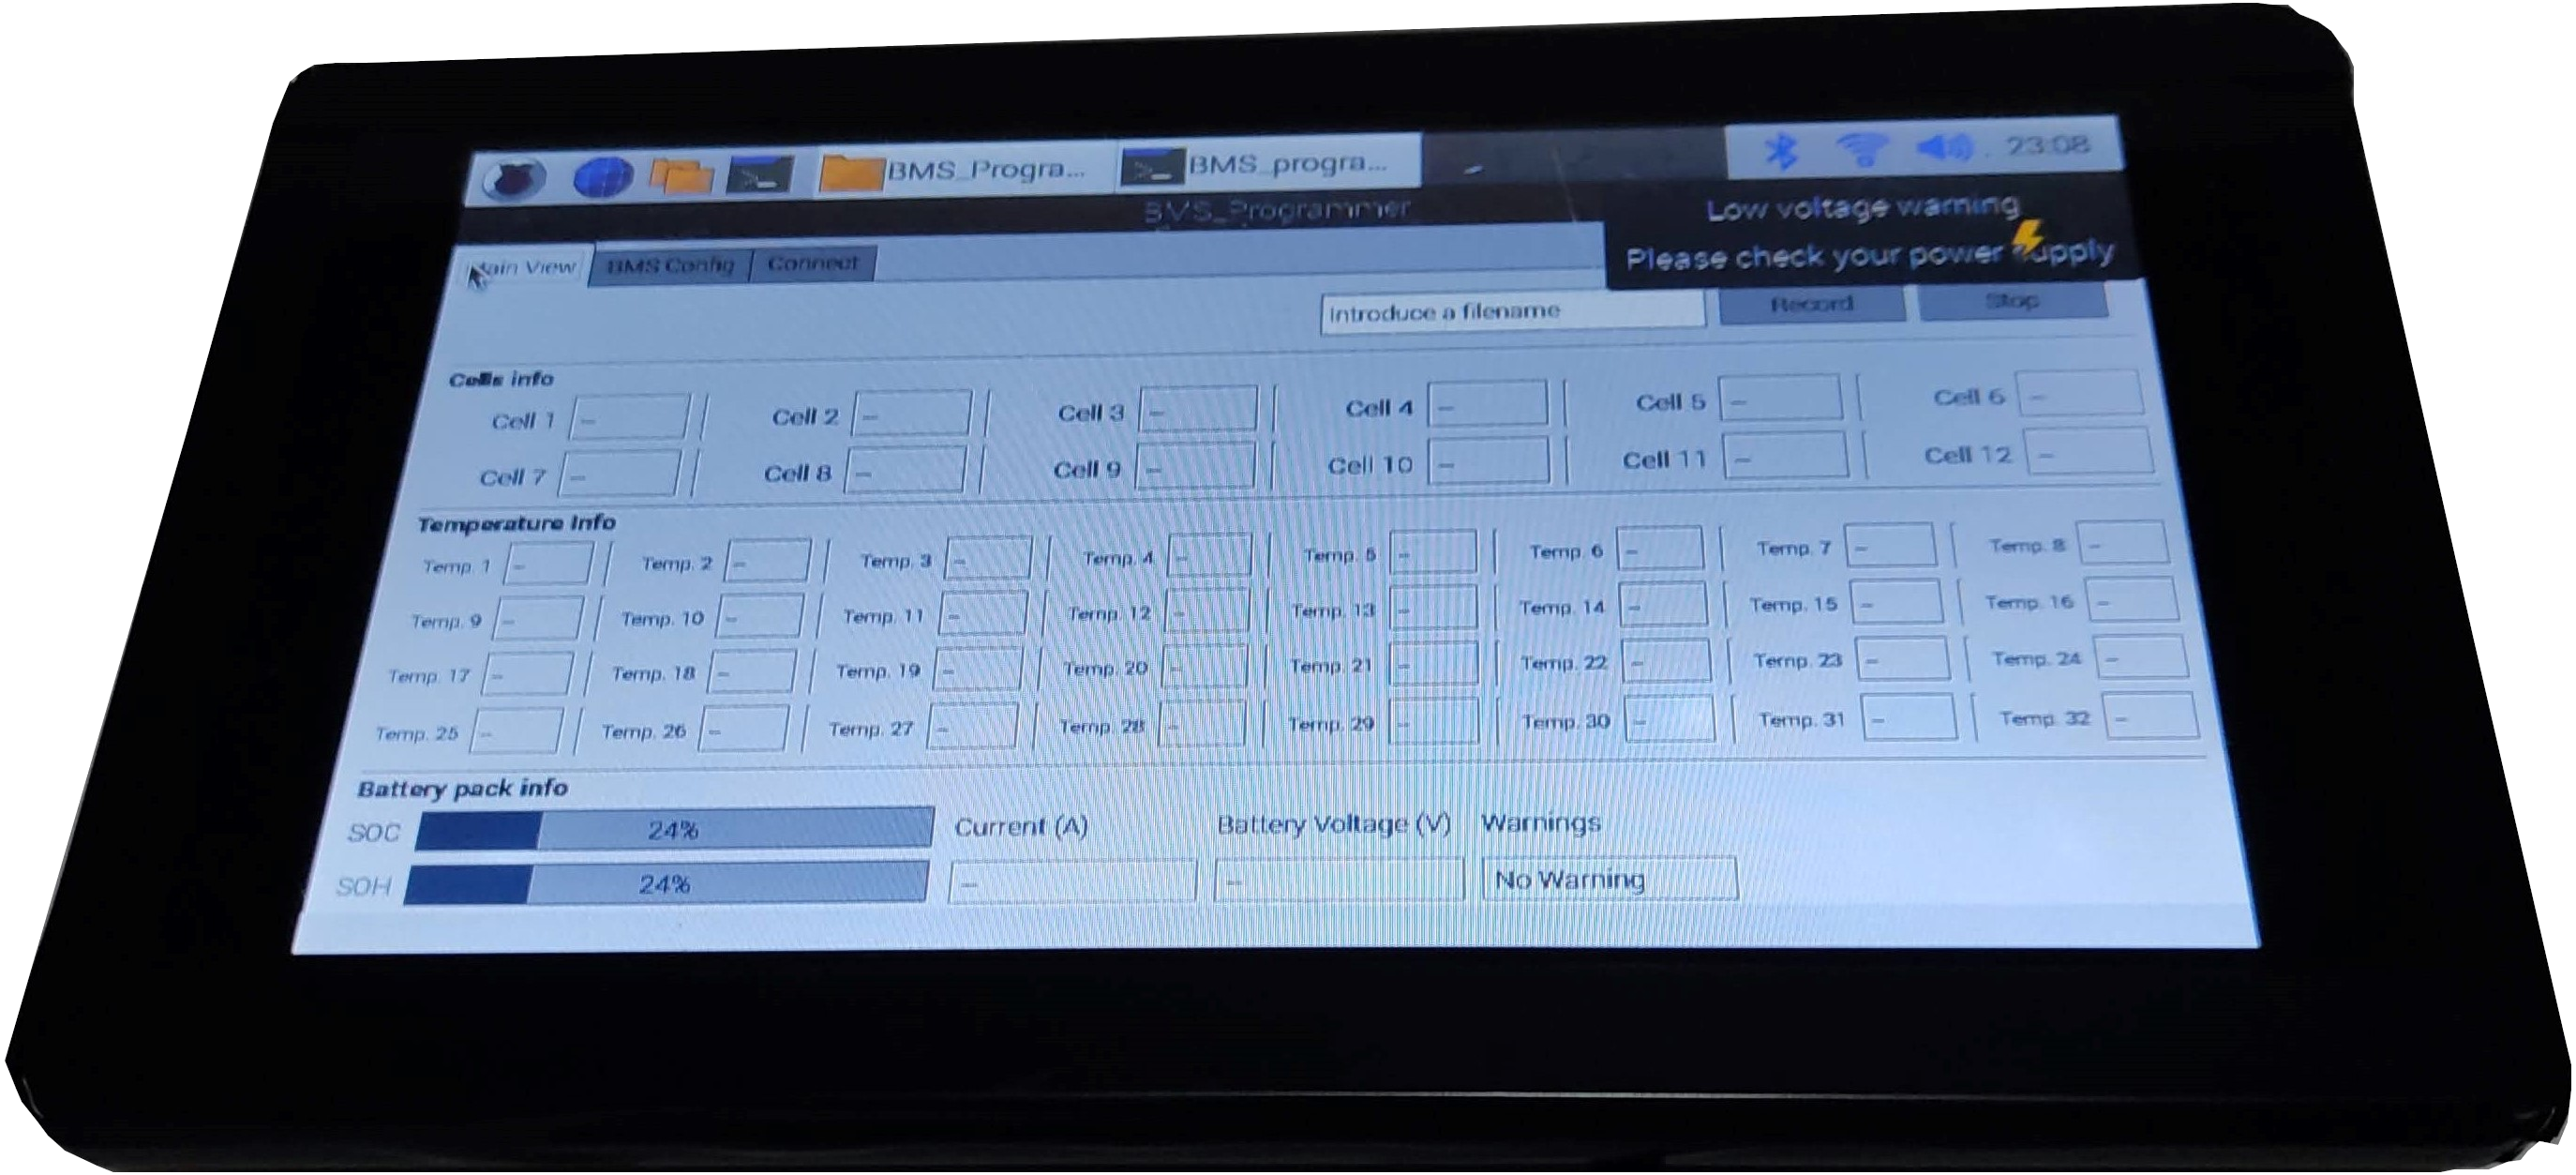 BMS_Progra... BMS_progra... 23:08
BMS_Programmer
Low voltage warning
Please check your power supply
Main View BMS Config Connect
Introduce a filename Record Stop
Cells info
Cell 1 – Cell 2 – Cell 3 – Cell 4 – Cell 5 – Cell 6 –
Cell 7 – Cell 8 – Cell 9 – Cell 10 – Cell 11 – Cell 12 –
Temperature Info
Temp. 1 – Temp. 2 – Temp. 3 – Temp. 4 – Temp. 5 – Temp. 6 – Temp. 7 – Temp. 8 –
Temp. 9 – Temp. 10 – Temp. 11 – Temp. 12 – Temp. 13 – Temp. 14 – Temp. 15 – Temp. 16 –
Temp. 17 – Temp. 18 – Temp. 19 – Temp. 20 – Temp. 21 – Temp. 22 – Temp. 23 – Temp. 24 –
Temp. 25 – Temp. 26 – Temp. 27 – Temp. 28 – Temp. 29 – Temp. 30 – Temp. 31 – Temp. 32 –
Battery pack info
SOC 24% Current (A) Battery Voltage (V) Warnings
SOH 24% – – No Warning